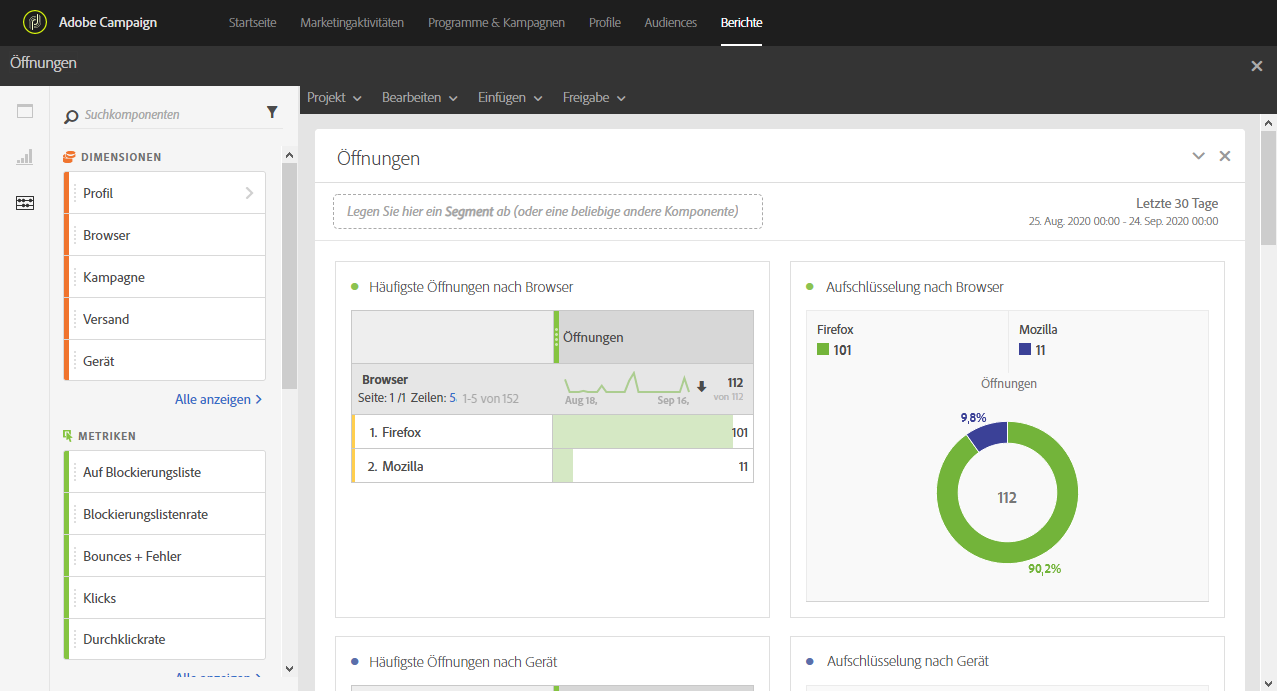 Adobe Campaign Startseite Marketingaktivitäten Programme & Kampagnen Profile Audiences Berichte
Öffnungen
Projekt Bearbeiten Einfügen Freigabe
Suchkomponenten
DIMENSIONEN
Profil
Browser
Kampagne
Versand
Gerät
Alle anzeigen
METRIKEN
Auf Blockierungsliste
Blockierungslistenrate
Bounces + Fehler
Klicks
Durchklickrate
Alle anzeigen
Öffnungen
Legen Sie hier ein Segment ab (oder eine beliebige andere Komponente)
Letzte 30 Tage
25. Aug. 2020 00:00 - 24. Sep. 2020 00:00
Häufigste Öffnungen nach Browser
Öffnungen
Browser
Seite: 1 /1 Zeilen: 5. 1-5 von 152
Aug 18, Sep 16,
112
von 112
1. Firefox 101
2. Mozilla 11
Aufschlüsselung nach Browser
Firefox
101
Mozilla
11
Öffnungen
9,8%
112
90,2%
Häufigste Öffnungen nach Gerät
Aufschlüsselung nach Gerät